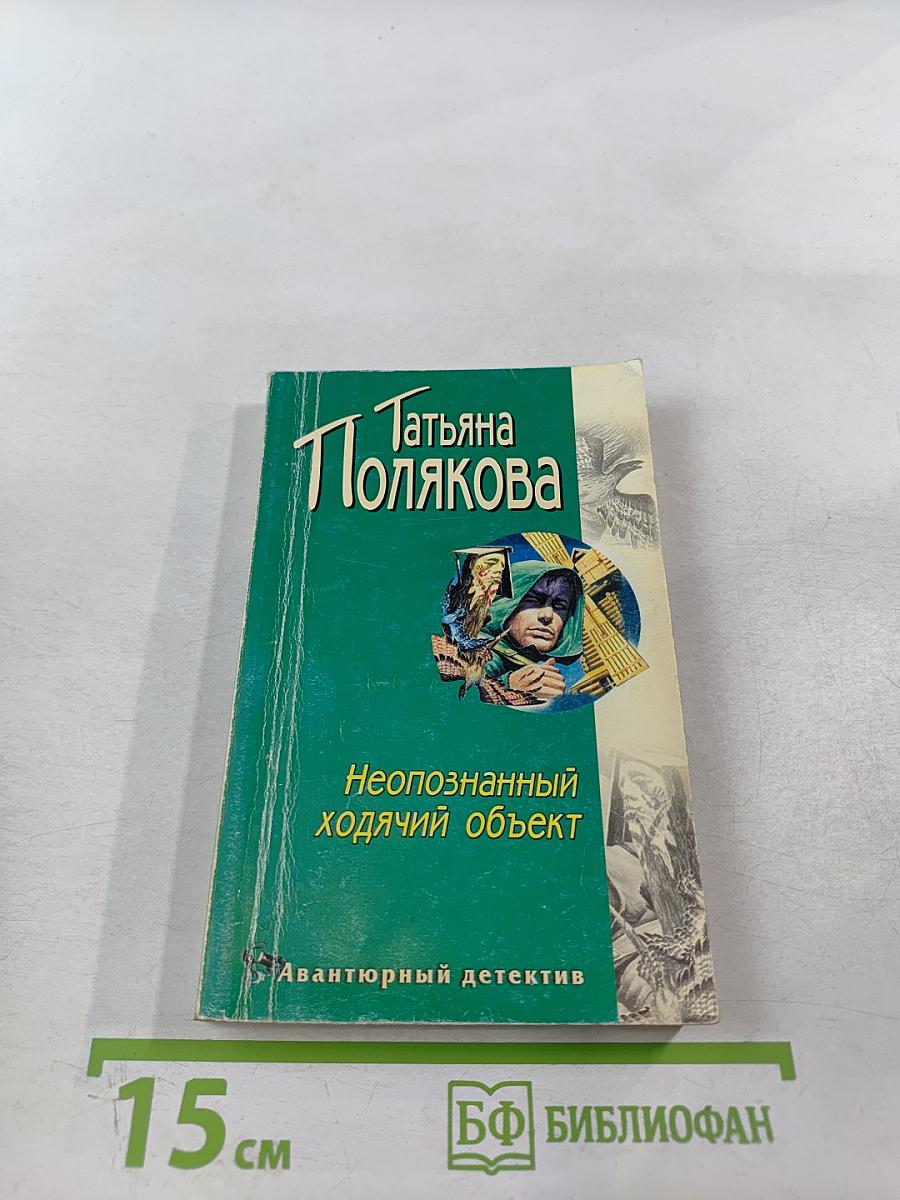 Татьяна
Полякова
Неопознанный
ходячий объект
Авантюрный детектив
15 см
БФ БИБЛИОФАН